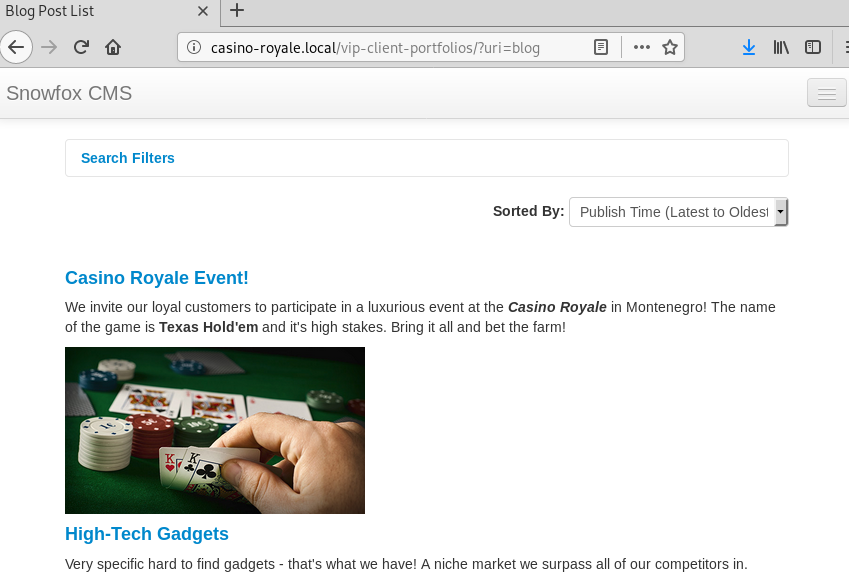 Blog Post List
casino-royale.local/vip-client-portfolios/?uri=blog
Snowfox CMS
Search Filters
Sorted By: Publish Time (Latest to Oldest
Casino Royale Event!
We invite our loyal customers to participate in a luxurious event at the Casino Royale in Montenegro! The name
of the game is Texas Hold'em and it's high stakes. Bring it all and bet the farm!
K K
High-Tech Gadgets
Very specific hard to find gadgets - that's what we have! A niche market we surpass all of our competitors in.